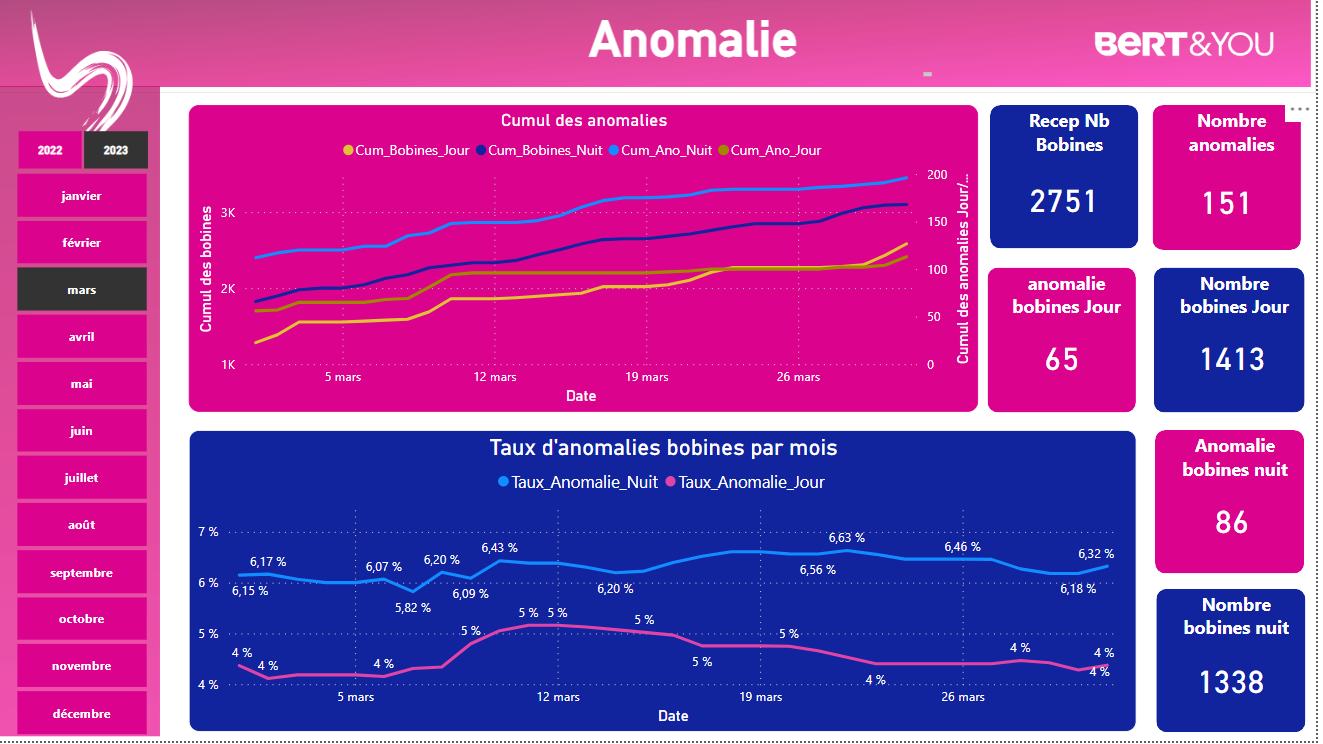 Anomalie
BERT&YOU
2022
2023
janvier
février
mars
avril
mai
juin
juillet
août
septembre
octobre
novembre
décembre
Cumul des anomalies
Cum_Bobines_Jour Cum_Bobines_Nuit Cum_Ano_Nuit Cum_Ano_Jour
Cumul des bobines
3K
2K
1K
200
150
100
50
0
Cumul des anomalies Jour/...
5 mars
12 mars
19 mars
26 mars
Date
Recep Nb
Bobines
2751
Nombre
anomalies
151
anomalie
bobines Jour
65
Nombre
bobines Jour
1413
Taux d'anomalies bobines par mois
Taux_Anomalie_Nuit Taux_Anomalie_Jour
7 %
6 %
5 %
4 %
6,15 %
6,17 %
6,07 %
5,82 %
6,20 %
6,09 %
6,43 %
6,20 %
6,56 %
6,63 %
6,46 %
6,18 %
6,32 %
4 %
4 %
4 %
5 %
5 %
5 %
5 %
5 %
5 %
4 %
4 %
4 %
4 %
5 mars
12 mars
19 mars
26 mars
Date
Anomalie
bobines nuit
86
Nombre
bobines nuit
1338